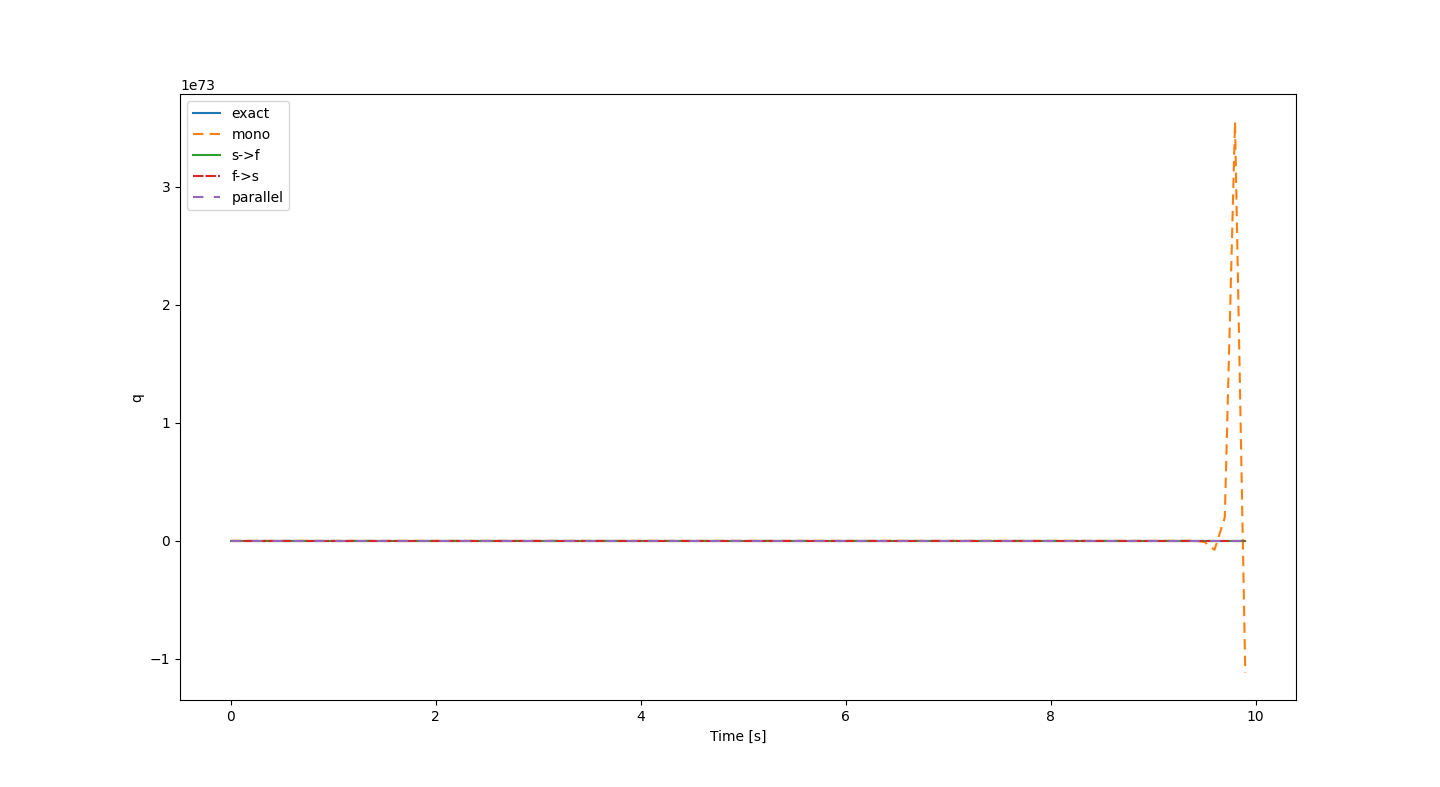 1e73
exact
mono
s->f
f->s
parallel
3
2
1
0
−1
q
0 2 4 6 8 10
Time [s]